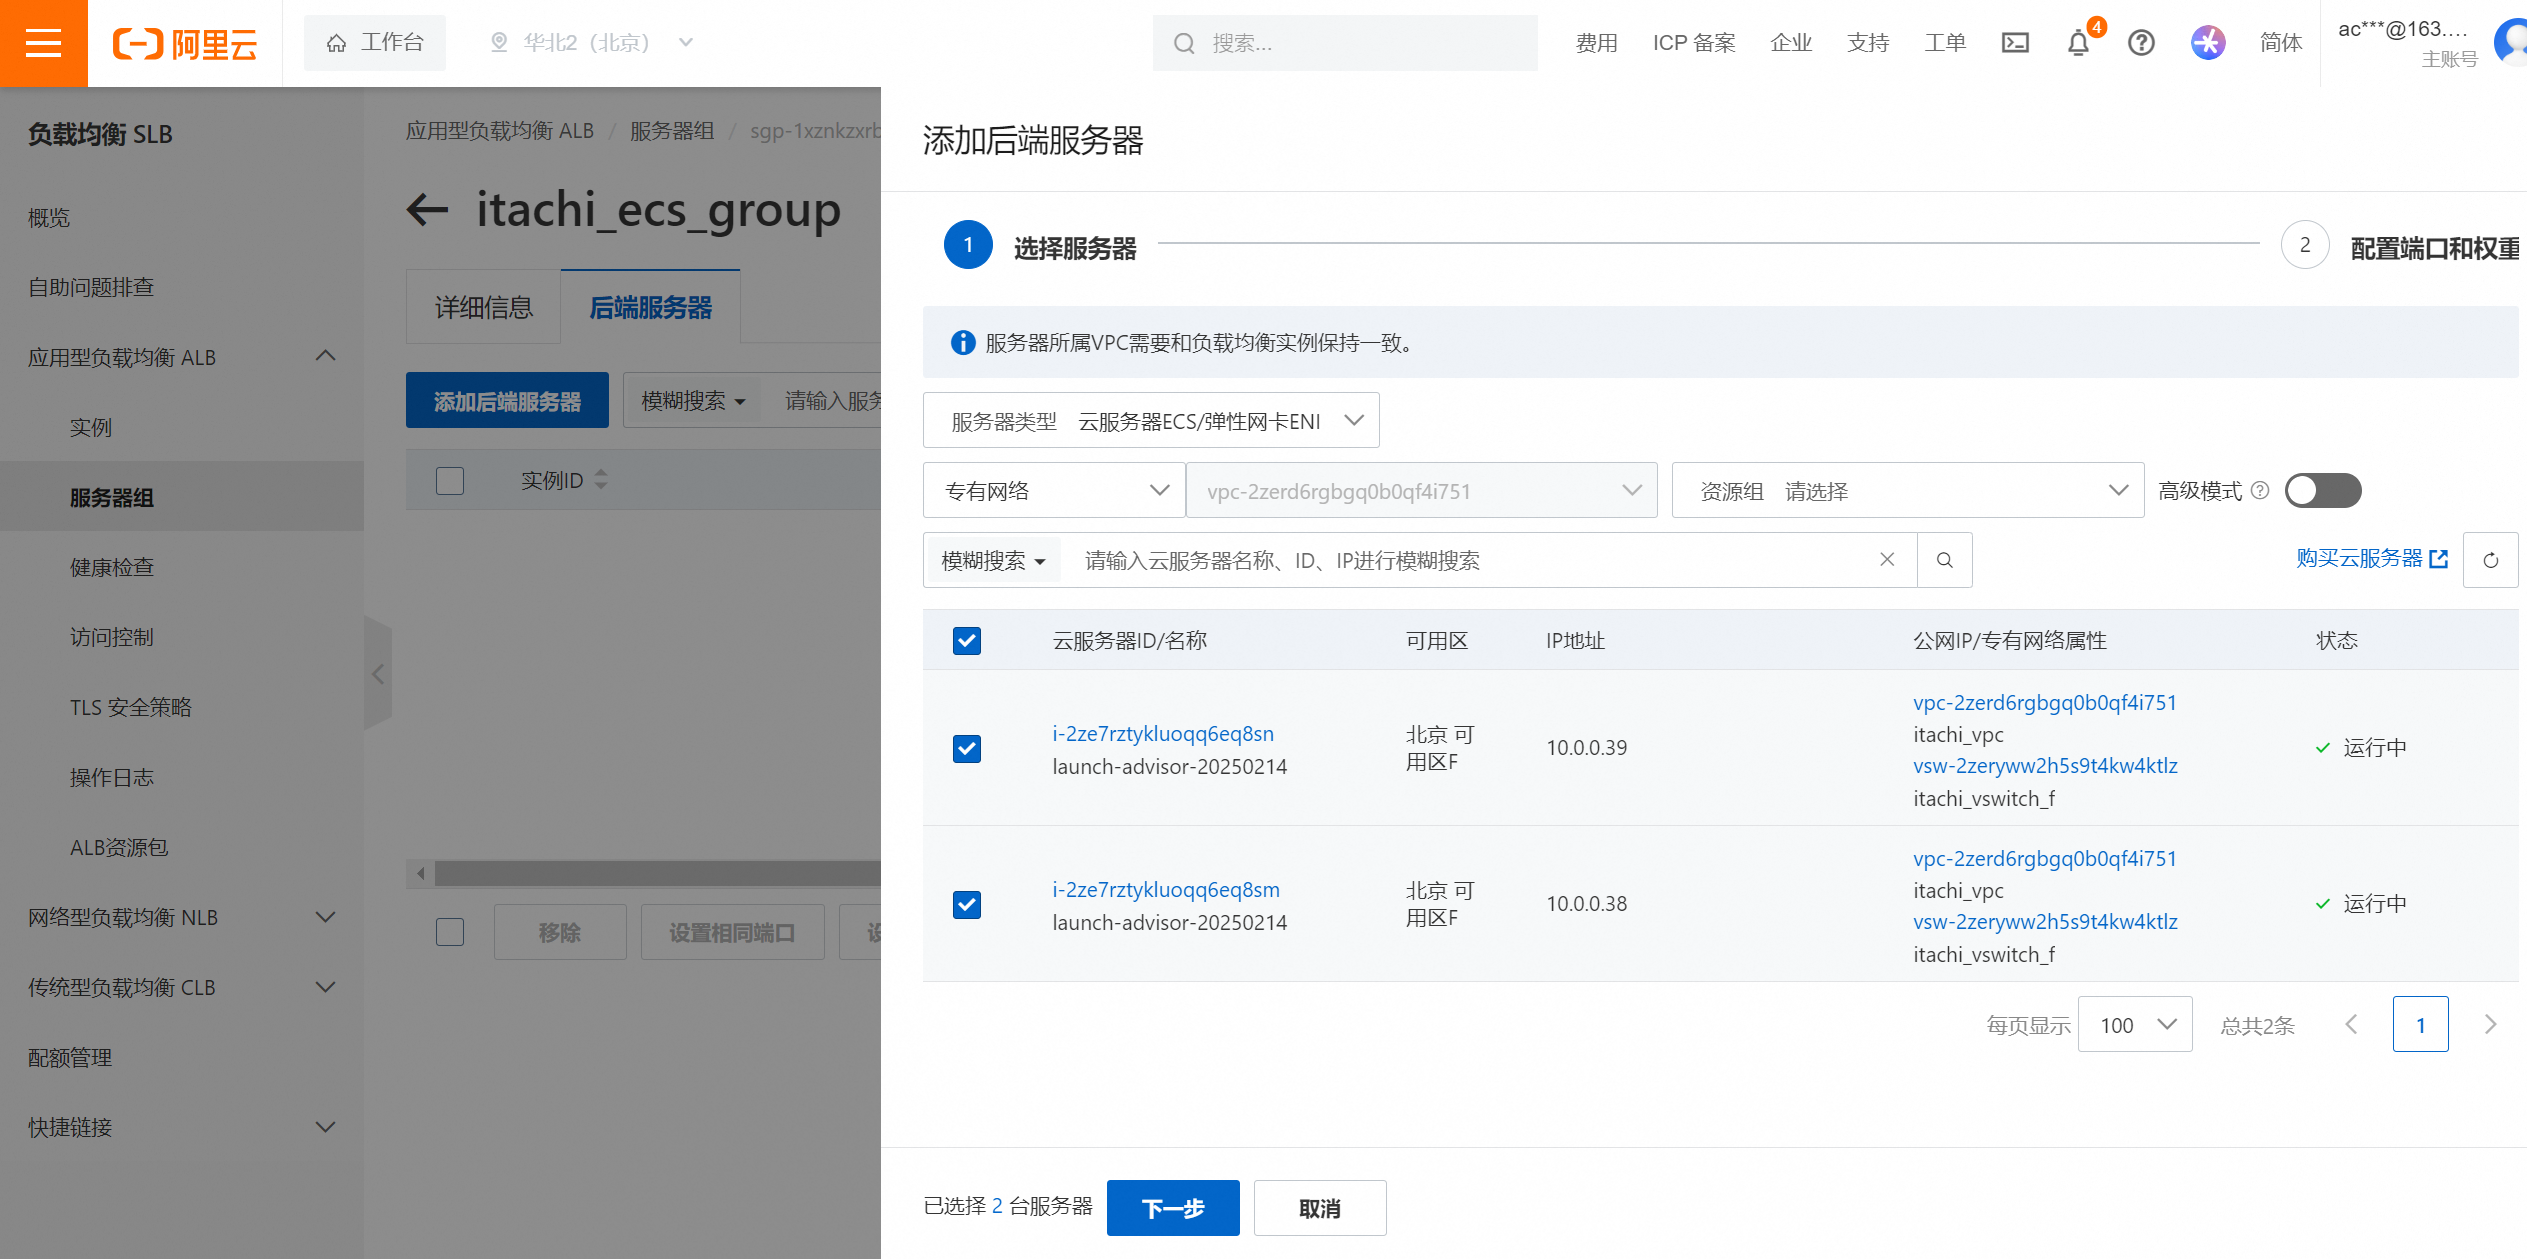 阿里云
工作台
华北2（北京）
搜索...
费用
ICP 备案
企业
支持
工单
4
简体
ac***@163....
主账号
负载均衡 SLB
概览
自助问题排查
应用型负载均衡 ALB
实例
服务器组
健康检查
访问控制
TLS 安全策略
操作日志
ALB资源包
网络型负载均衡 NLB
传统型负载均衡 CLB
配额管理
快捷链接
应用型负载均衡 ALB / 服务器组 / sgp-1xznkzxrb
itachi_ecs_group
详细信息
后端服务器
添加后端服务器
模糊搜索
请输入服务
实例ID
移除
设置相同端口
设
添加后端服务器
1 选择服务器
2 配置端口和权重
服务器所属VPC需要和负载均衡实例保持一致。
服务器类型 云服务器ECS/弹性网卡ENI
专有网络
vpc-2zerd6rgbgq0b0qf4i751
资源组 请选择
高级模式
模糊搜索
请输入云服务器名称、ID、IP进行模糊搜索
购买云服务器
云服务器ID/名称
可用区
IP地址
公网IP/专有网络属性
状态
i-2ze7rztykluoqq6eq8sn
launch-advisor-20250214
北京 可
用区F
10.0.0.39
vpc-2zerd6rgbgq0b0qf4i751
itachi_vpc
vsw-2zeryww2h5s9t4kw4ktlz
itachi_vswitch_f
运行中
i-2ze7rztykluoqq6eq8sm
launch-advisor-20250214
北京 可
用区F
10.0.0.38
vpc-2zerd6rgbgq0b0qf4i751
itachi_vpc
vsw-2zeryww2h5s9t4kw4ktlz
itachi_vswitch_f
运行中
每页显示
100
总共2条
1
已选择 2 台服务器
下一步
取消